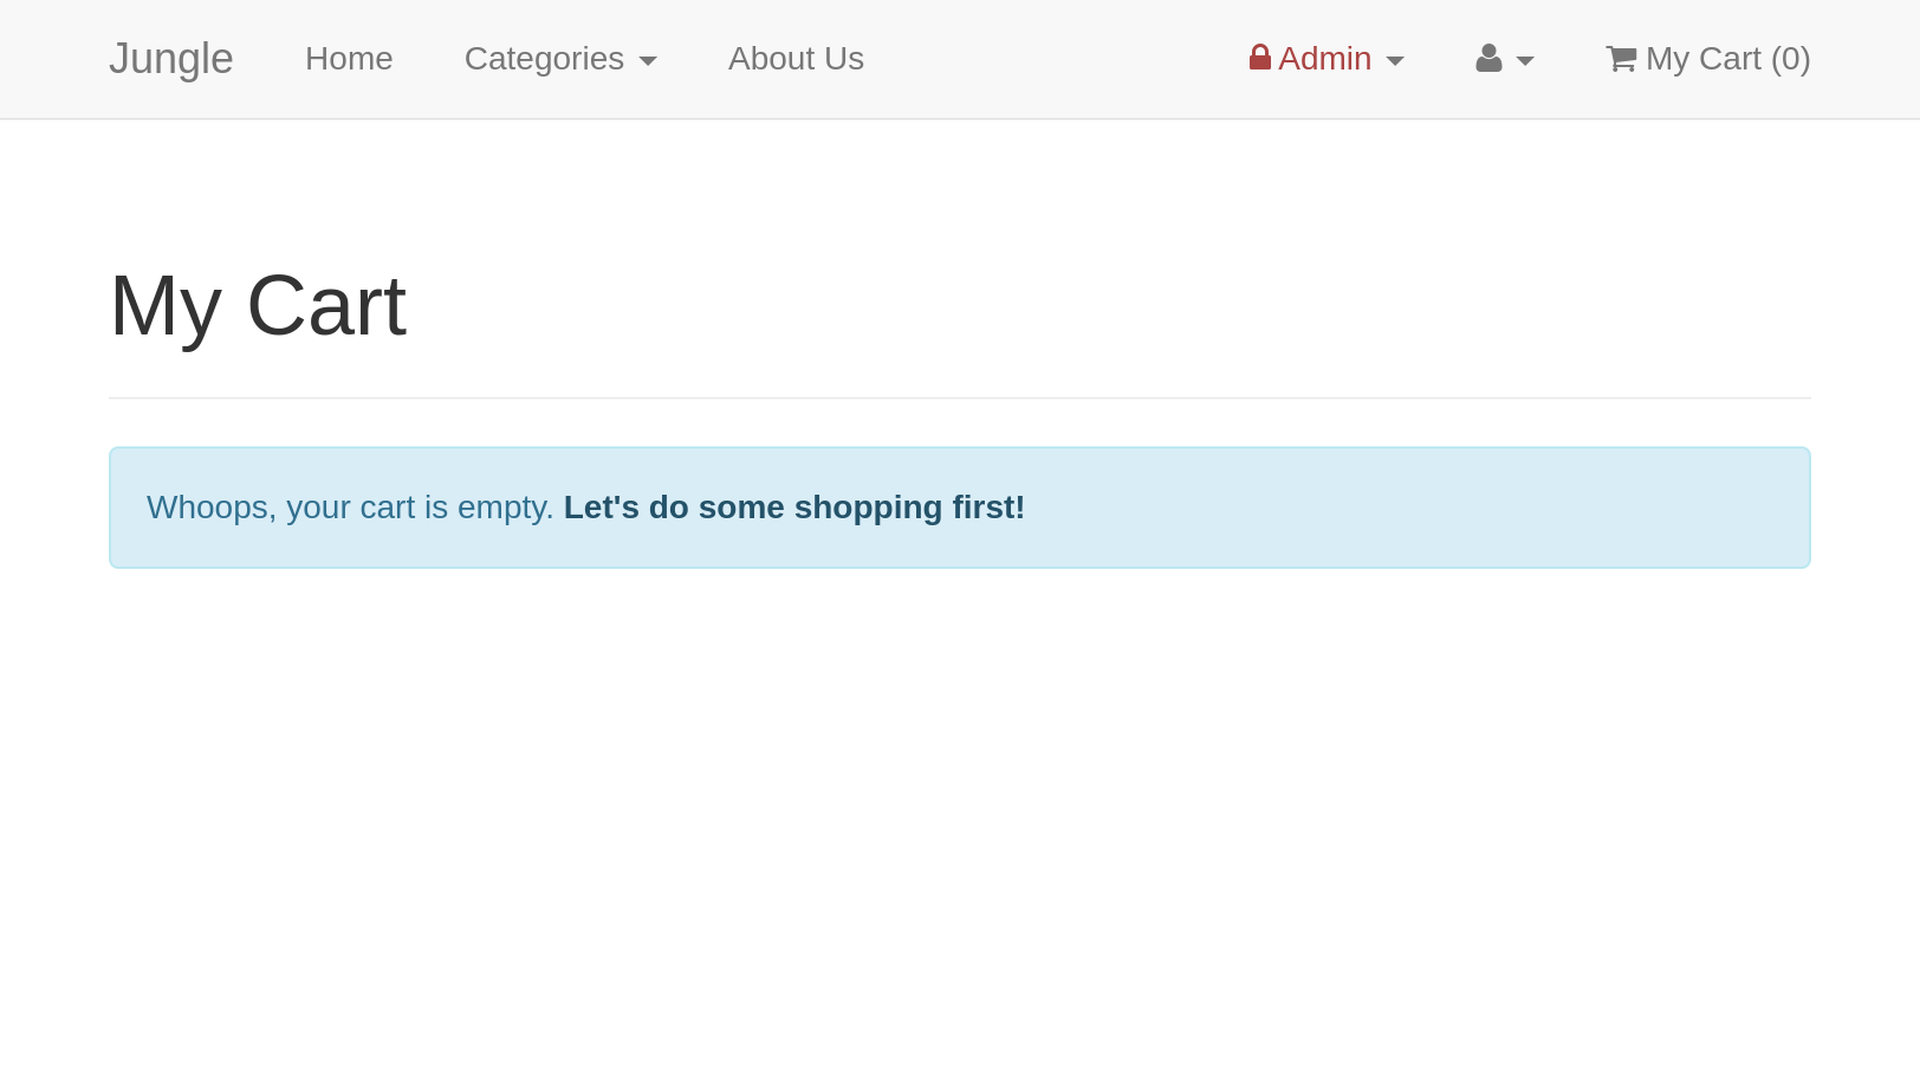 Jungle Home Categories About Us Admin My Cart (0)
My Cart
Whoops, your cart is empty. Let's do some shopping first!